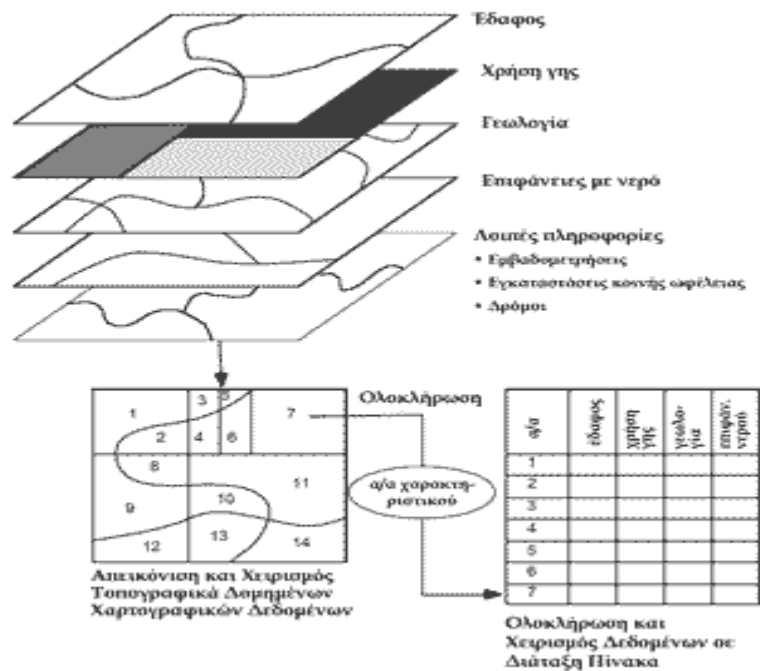 Έδαφος
Χρήση γης
Γεωλογία
Επιφάνειες με νερό
Λοιπές πληροφορίες
• Εμβαδομετρήσεις
• Εγκαταστάσεις κοινής ωφέλειας
• Δρόμοι
Ολοκλήρωση
1
2
3
4
5
6
7
8
9
10
11
12
13
14
α/α χαρακτη-
ριστικού
Απεικόνιση και Χειρισμός
Τοπογραφικά Δομημένων
Χαρτογραφικών Δεδομένων
α/α
έδαφος
χρήση
γης
γεωλο-
γία
επιφάν.
νερού
1
2
3
4
5
6
7
Ολοκλήρωση και
Χειρισμός Δεδομένων σε
Διάταξη Πίνακα